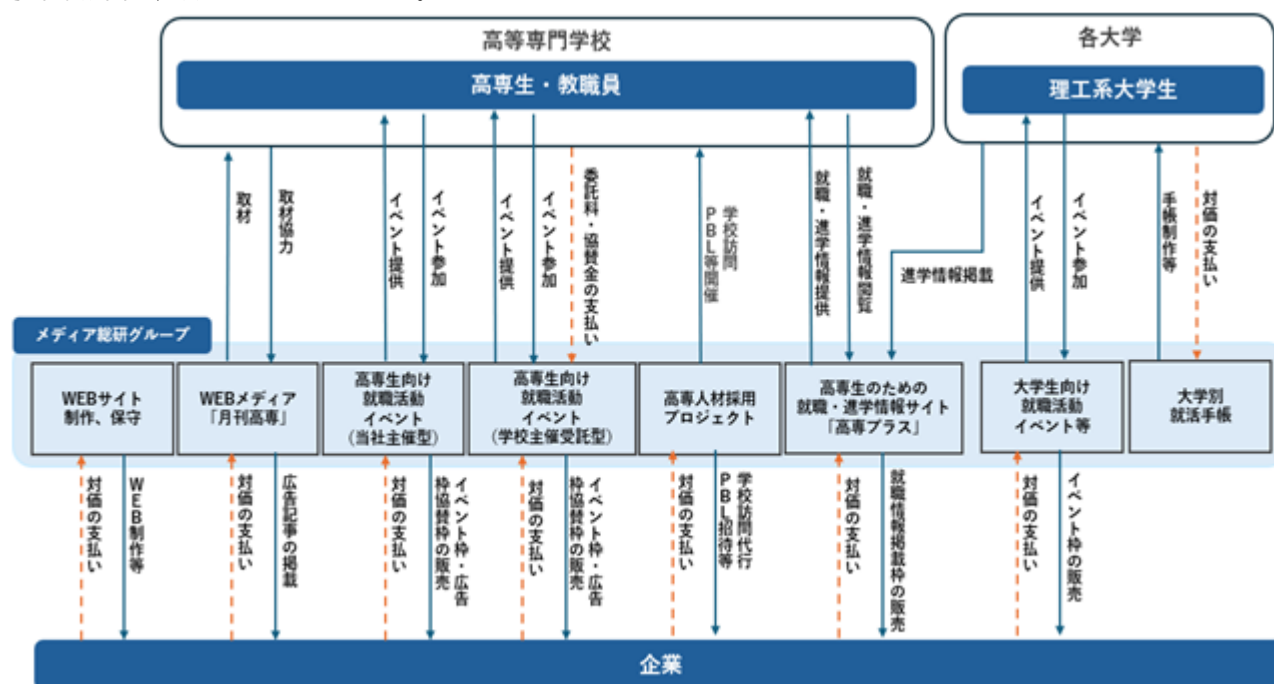 高等専門学校
高専生・教職員
各大学
理工系大学生
取材
取材協力
イベント提供
イベント参加
イベント提供
イベント参加
委託料・協賛金の支払い
学校訪問
PBL等開催
就職・進学情報提供
就職・進学情報閲覧
進学情報掲載
イベント提供
イベント参加
手帳制作等
対価の支払い
メディア総研グループ
WEBサイト
制作、保守
WEBメディア
「月刊高専」
高専生向け
就職活動
イベント
(当社主催型)
高専生向け
就職活動
イベント
(学校主催受託型)
高専人材採用
プロジェクト
高専生のための
就職・進学情報サイト
「高専プラス」
大学生向け
就職活動
イベント等
大学別
就活手帳
対価の支払い
WEB制作等
対価の支払い
広告記事の掲載
対価の支払い
イベント枠・広告
枠協賛枠の販売
対価の支払い
イベント枠・広告
枠協賛枠の販売
対価の支払い
学校訪問代行
PBL招待等
対価の支払い
就職情報掲載枠の販売
対価の支払い
イベント枠の販売
企業